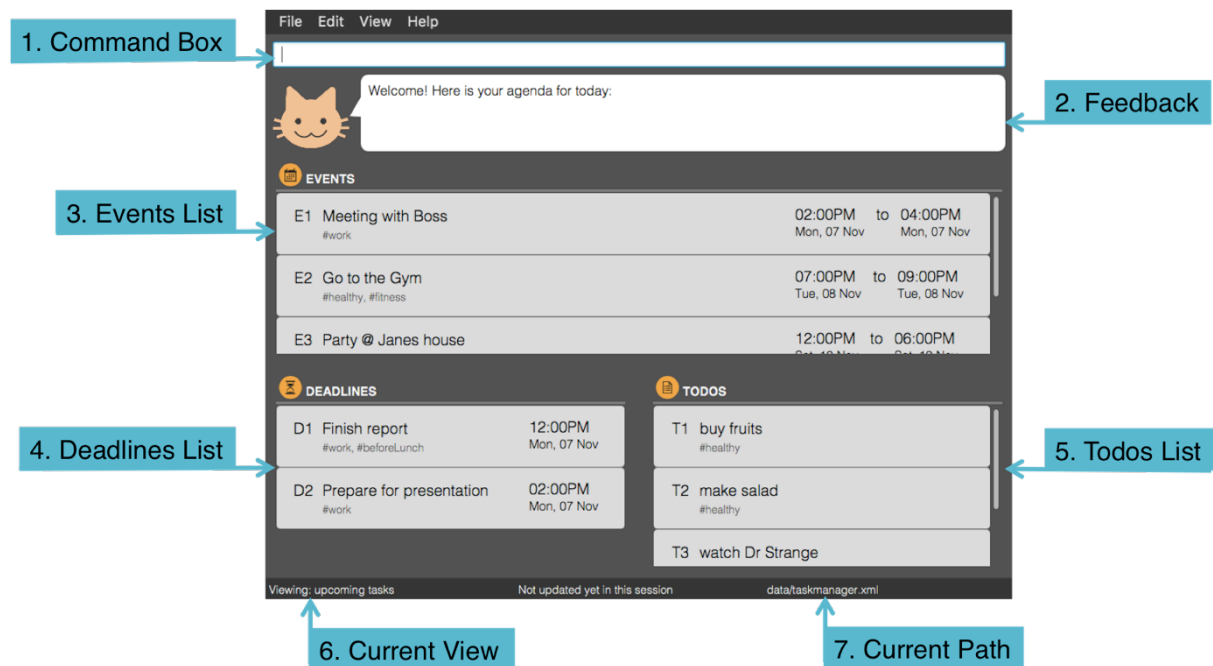 File Edit View Help
1. Command Box
Welcome! Here is your agenda for today:
2. Feedback
EVENTS
3. Events List
E1 Meeting with Boss 02:00PM to 04:00PM
#work Mon, 07 Nov Mon, 07 Nov
E2 Go to the Gym 07:00PM to 09:00PM
#healthy, #fitness Tue, 08 Nov Tue, 08 Nov
E3 Party @ Janes house 12:00PM to 06:00PM
DEADLINES
TODOS
D1 Finish report 12:00PM
#work, #beforeLunch Mon, 07 Nov
T1 buy fruits
#healthy
4. Deadlines List
5. Todos List
D2 Prepare for presentation 02:00PM
#work Mon, 07 Nov
T2 make salad
#healthy
T3 watch Dr Strange
Viewing: upcoming tasks Not updated yet in this session data/taskmanager.xml
6. Current View
7. Current Path